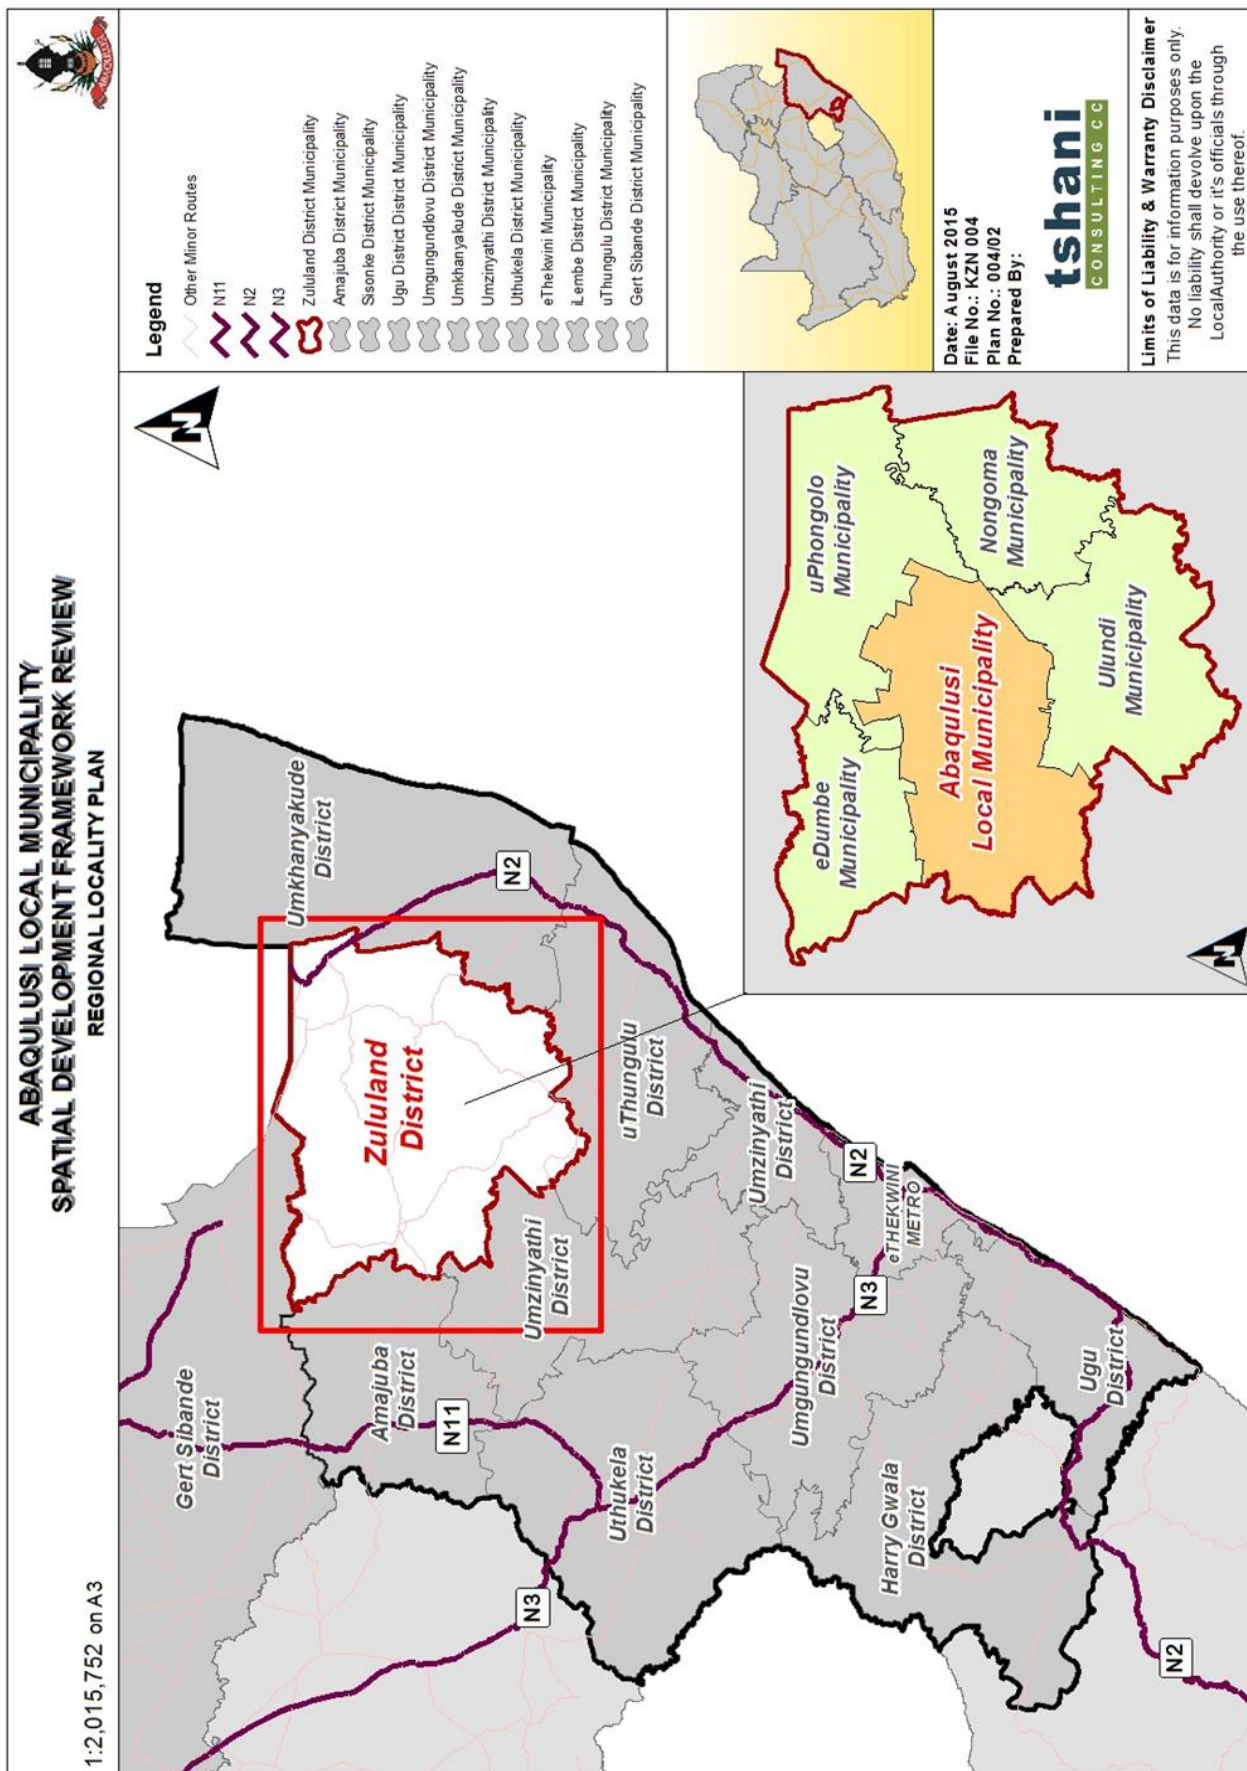 ABAQULUSI LOCAL MUNICIPALITY
SPATIAL DEVELOPMENT FRAMEWORK REVIEW
REGIONAL LOCALITY PLAN
1:2,015,752 on A3
Gert Sibande
District
Amajuba
District
N11
N3
Uthukela
District
Umzinyathi
District
Zululand
District
Umkhanyakude
District
N2
uThungulu
District
Umzinyathi
District
N2
eTHEKWINI
METRO
N3
Umgungundlovu
District
Harry Gwala
District
Ugu
District
N2
N
eDumbe
Municipality
uPhongolo
Municipality
Abaqulusi
Local Municipality
Nongoma
Municipality
Ulundi
Municipality
N
Legend
Other Minor Routes
N11
N2
N3
Zululand District Municipality
Amajuba District Municipality
Sisonke District Municipality
Ugu District District Municipality
Umgungundlovu District Municipality
Umkhanyakude District Municipality
Umzinyathi District Municipality
Uthukela District Municipality
eThekwini Municipality
iLembe District Municipality
uThungulu District Municipality
Gert Sibande District Municipality
Date: August 2015
File No.: KZN 004
Plan No.: 004/02
Prepared By:
tshani
CONSULTING CC
Limits of Liability & Warranty Disclaimer
This data is for information purposes only.
No liability shall devolve upon the
LocalAuthority or it's officials through
the use thereof.